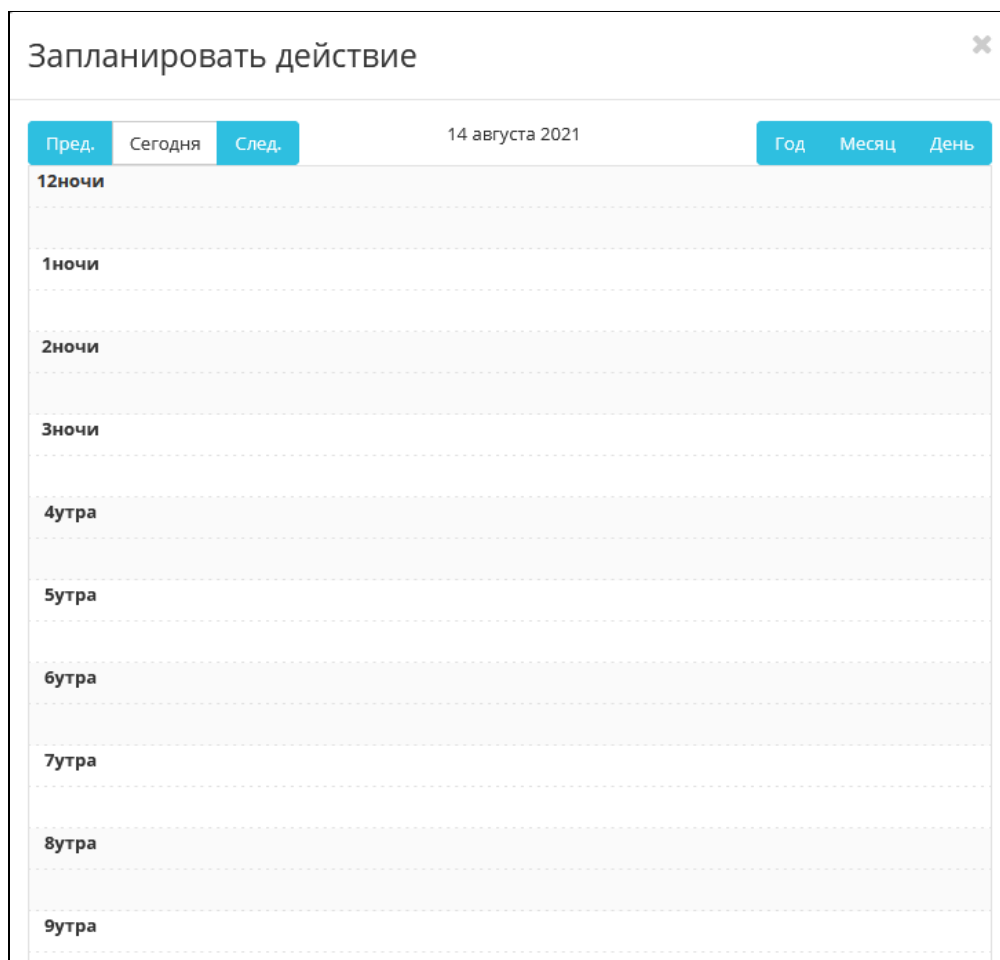 Запланировать действие
Пред. Сегодня След. 14 августа 2021 Год Месяц День
12ночи
1ночи
2ночи
3ночи
4утра
5утра
6утра
7утра
8утра
9утра